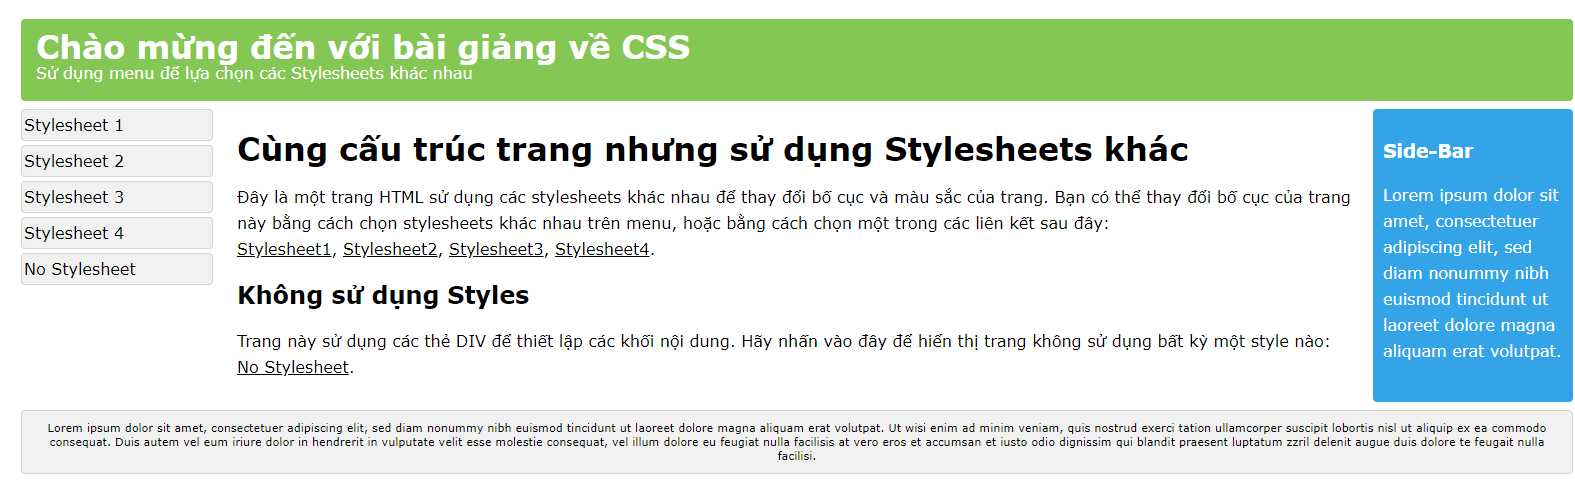 Chào mừng đến với bài giảng về CSS
Sử dụng menu để lựa chọn các Stylesheets khác nhau
Stylesheet 1
Stylesheet 2
Stylesheet 3
Stylesheet 4
No Stylesheet
Cùng cấu trúc trang nhưng sử dụng Stylesheets khác
Đây là một trang HTML sử dụng các stylesheets khác nhau để thay đổi bố cục và màu sắc của trang. Bạn có thể thay đổi bố cục của trang
này bằng cách chọn stylesheets khác nhau trên menu, hoặc bằng cách chọn một trong các liên kết sau đây:
Stylesheet1, Stylesheet2, Stylesheet3, Stylesheet4.
Không sử dụng Styles
Trang này sử dụng các thẻ DIV để thiết lập các khối nội dung. Hãy nhấn vào đây để hiển thị trang không sử dụng bất kỳ một style nào:
No Stylesheet.
Side-Bar
Lorem ipsum dolor sit
amet, consectetuer
adipiscing elit, sed
diam nonummy nibh
euismod tincidunt ut
laoreet dolore magna
aliquam erat volutpat.
Lorem ipsum dolor sit amet, consectetuer adipiscing elit, sed diam nonummy nibh euismod tincidunt ut laoreet dolore magna aliquam erat volutpat. Ut wisi enim ad minim veniam, quis nostrud exerci tation ullamcorper suscipit lobortis nisl ut aliquip ex ea commodo
consequat. Duis autem vel eum iriure dolor in hendrerit in vulputate velit esse molestie consequat, vel illum dolore eu feugiat nulla facilisis at vero eros et accumsan et iusto odio dignissim qui blandit praesent luptatum zzril delenit augue duis dolore te feugait nulla
facilisi.